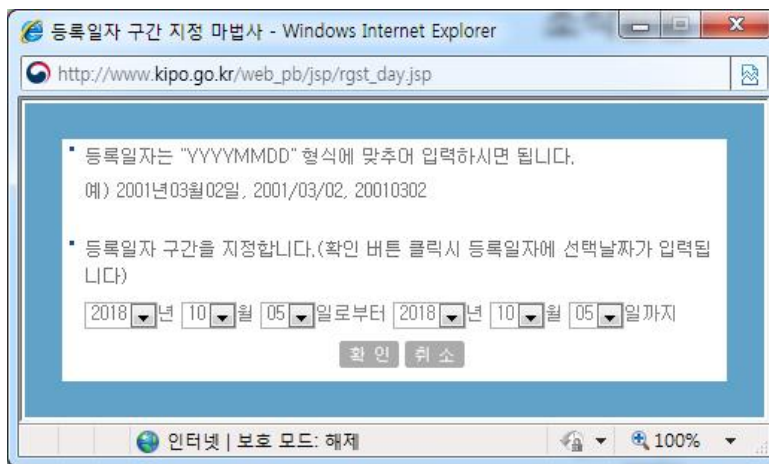 등록일자 구간 지정 마법사 - Windows Internet Explorer
http://www.kipo.go.kr/web_pb/jsp/rgst_day.jsp
등록일자는 "YYYYMMDD" 형식에 맞추어 입력하시면 됩니다.
예) 2001년03월02일, 2001/03/02, 20010302
등록일자 구간을 지정합니다.(확인 버튼 클릭시 등록일자에 선택날짜가 입력됩
니다)
2018 년 10 월 05 일로부터 2018 년 10 월 05 일까지
확 인 취 소
인터넷 | 보호 모드: 해제 100%